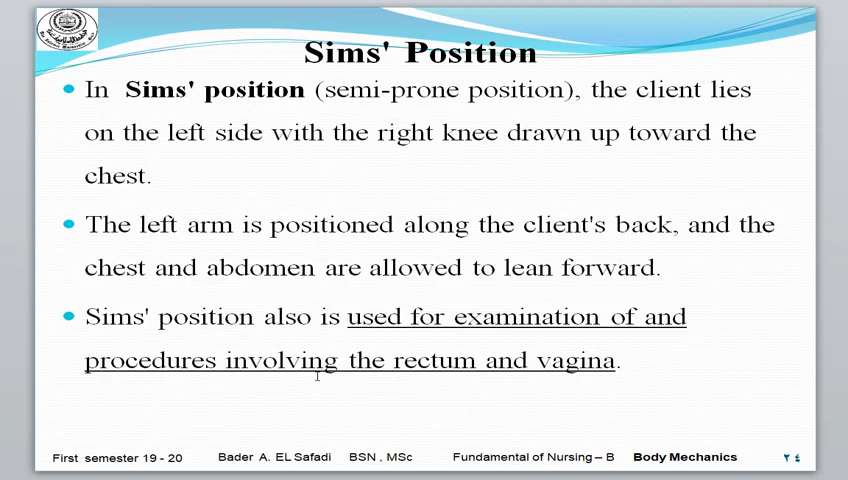 Sims' Position
In Sims' position (semi-prone position), the client lies
on the left side with the right knee drawn up toward the
chest.
The left arm is positioned along the client's back, and the
chest and abdomen are allowed to lean forward.
Sims' position also is used for examination of and
procedures involving the rectum and vagina.
First semester 19 - 20 Bader A. EL Safadi BSN , MSc Fundamental of Nursing – B Body Mechanics ٢٤